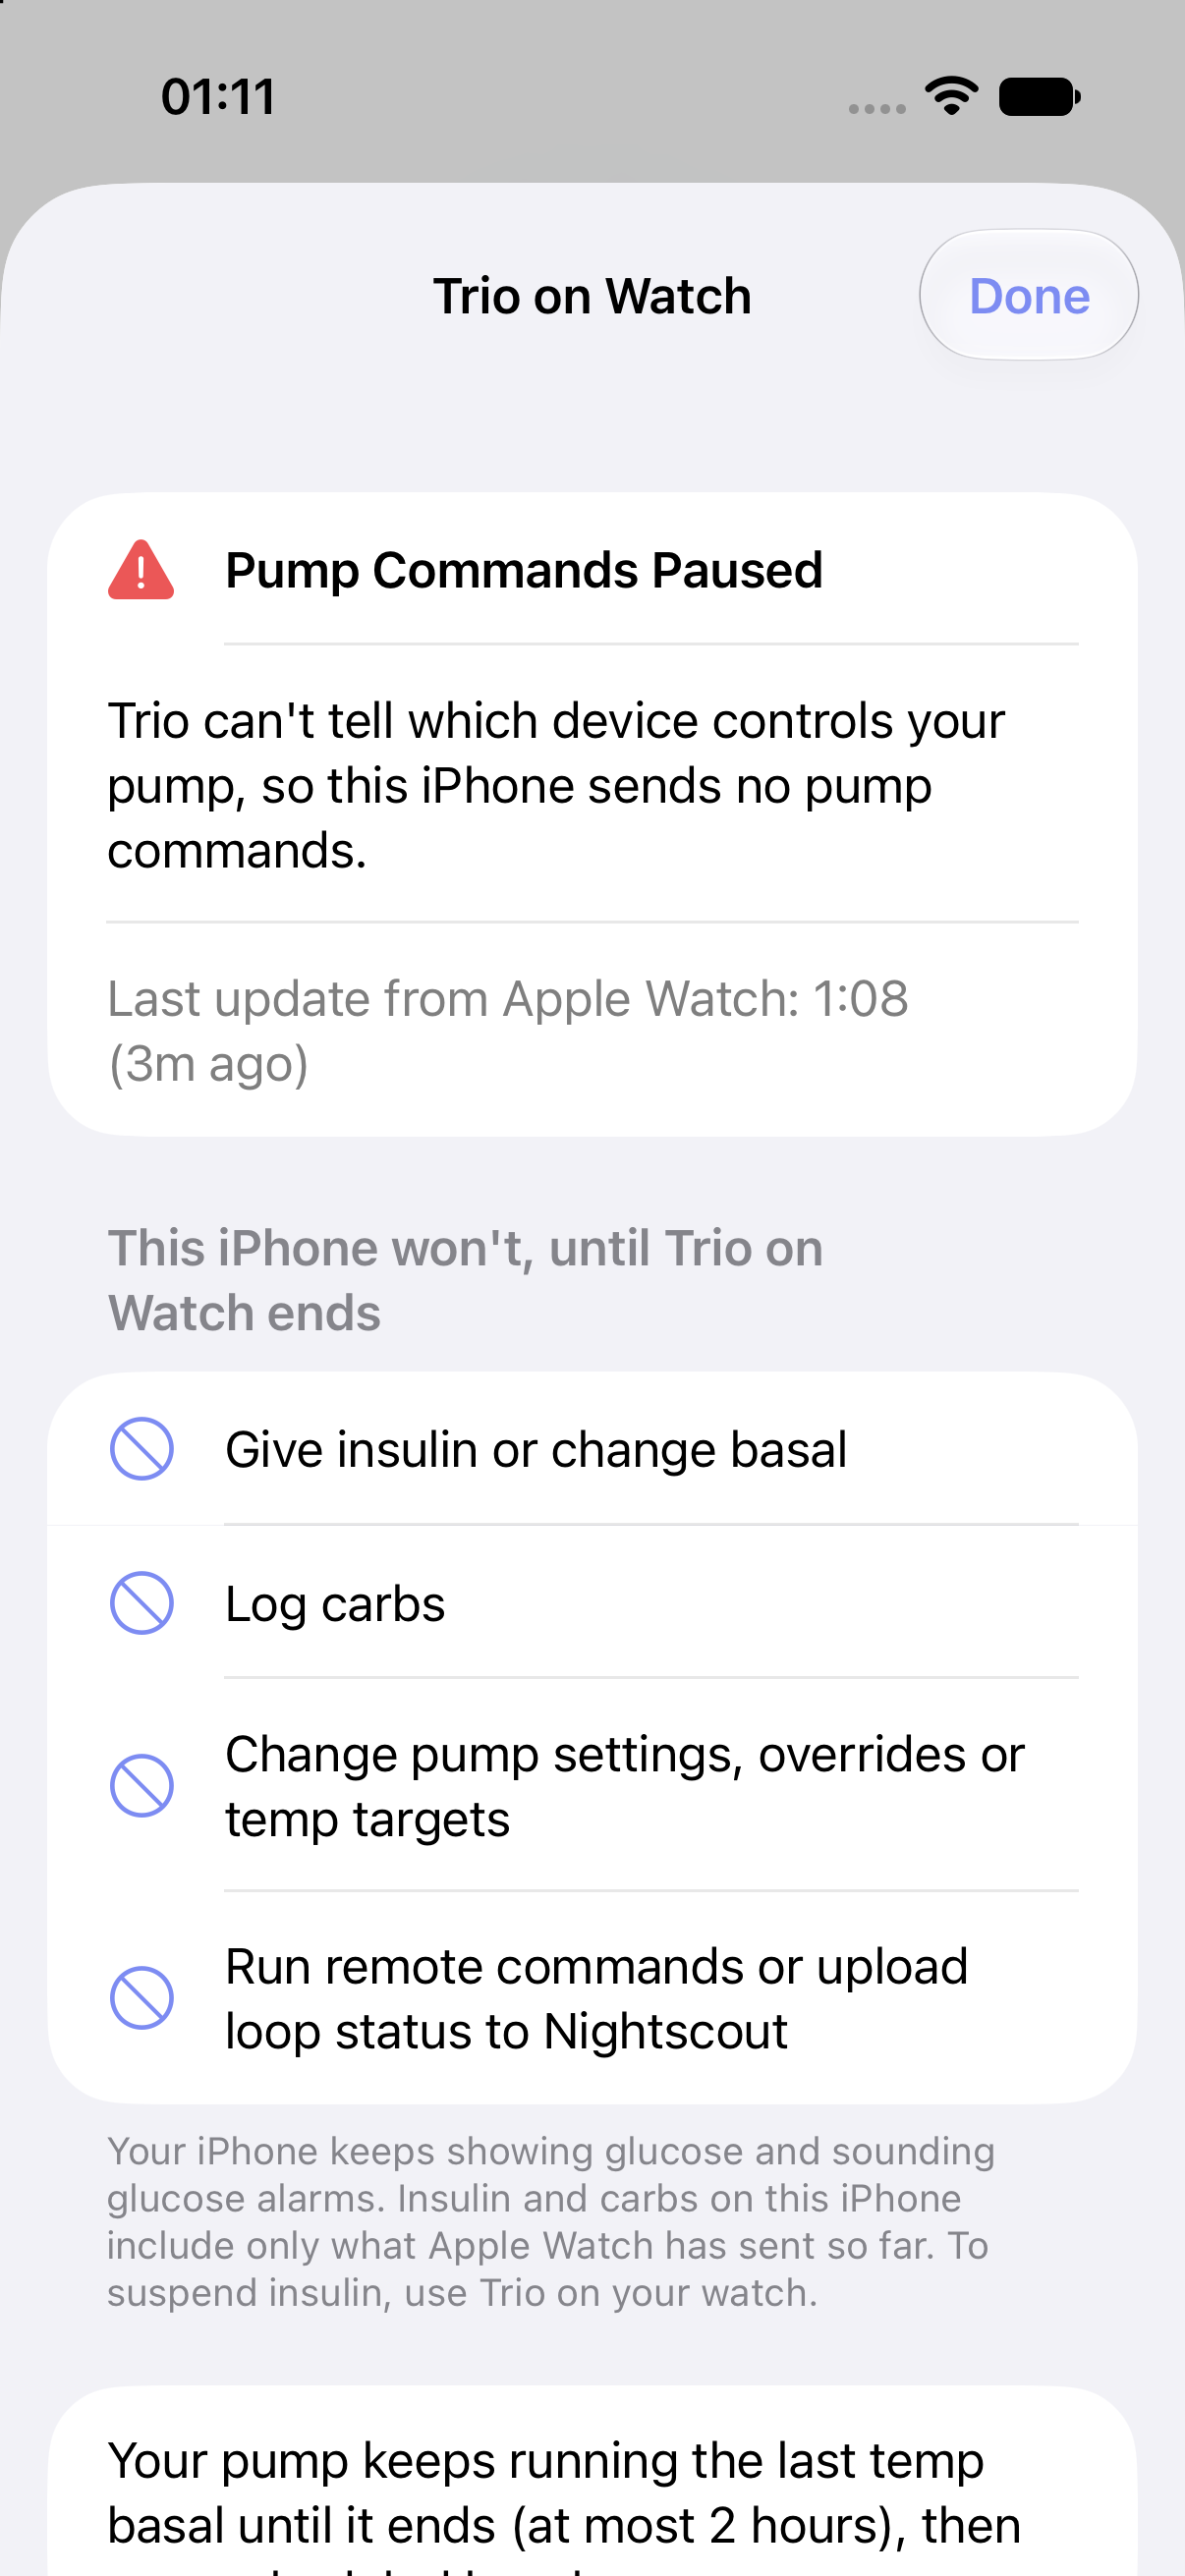 01:11
Trio on Watch
Done
Pump Commands Paused
Trio can't tell which device controls your
pump, so this iPhone sends no pump
commands.
Last update from Apple Watch: 1:08
(3m ago)
This iPhone won't, until Trio on
Watch ends
Give insulin or change basal
Log carbs
Change pump settings, overrides or
temp targets
Run remote commands or upload
loop status to Nightscout
Your iPhone keeps showing glucose and sounding
glucose alarms. Insulin and carbs on this iPhone
include only what Apple Watch has sent so far. To
suspend insulin, use Trio on your watch.
Your pump keeps running the last temp
basal until it ends (at most 2 hours), then